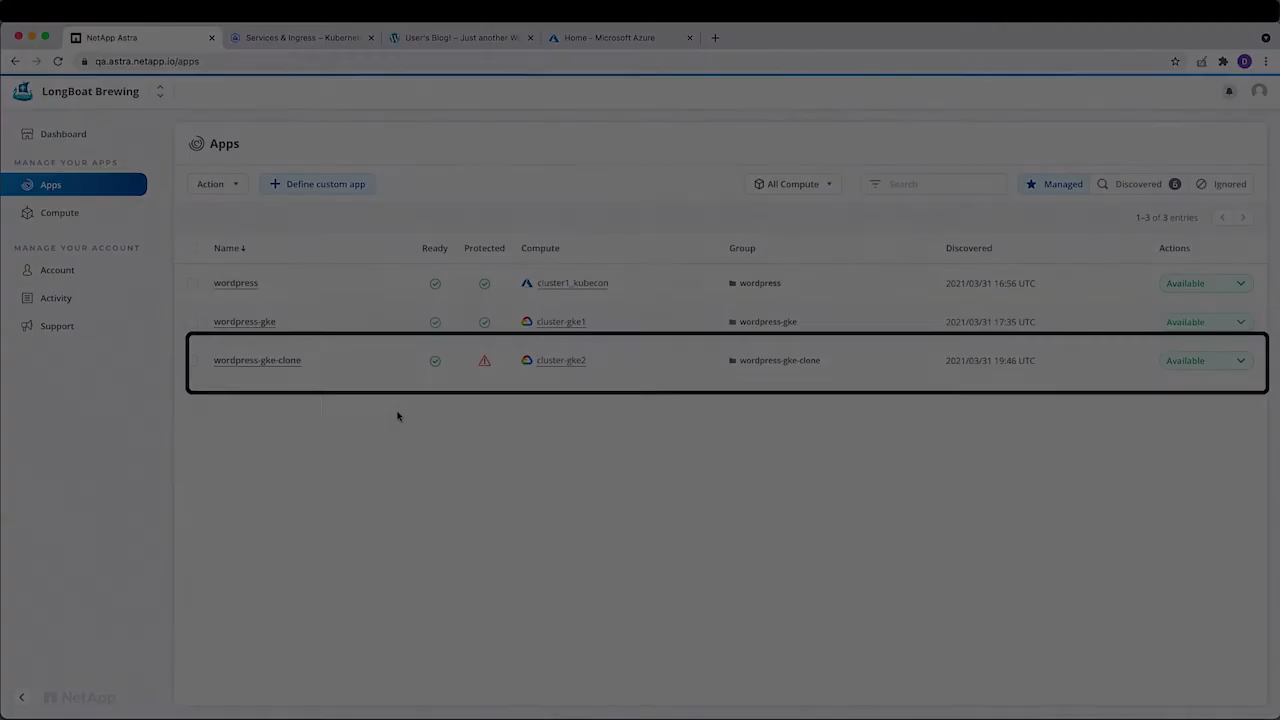 NetApp Astra
Services & Ingress – Kubernet
User's Blog! – Just another W
Home - Microsoft Azure
qa.astra.netapp.io/apps
D
LongBoat Brewing
Dashboard
MANAGE YOUR APPS
Apps
Compute
MANAGE YOUR ACCOUNT
Account
Activity
Support
Apps
Action
Define custom app
All Compute
Search
Managed
Discovered 6
Ignored
1–3 of 3 entries
Name Ready Protected Compute Group Discovered Actions
wordpress cluster1_kubecon wordpress 2021/03/31 16:56 UTC Available
wordpress-gke cluster-gke1 wordpress-gke 2021/03/31 17:35 UTC Available
wordpress-gke-clone cluster-gke2 wordpress-gke-clone 2021/03/31 19:46 UTC Available
NetApp